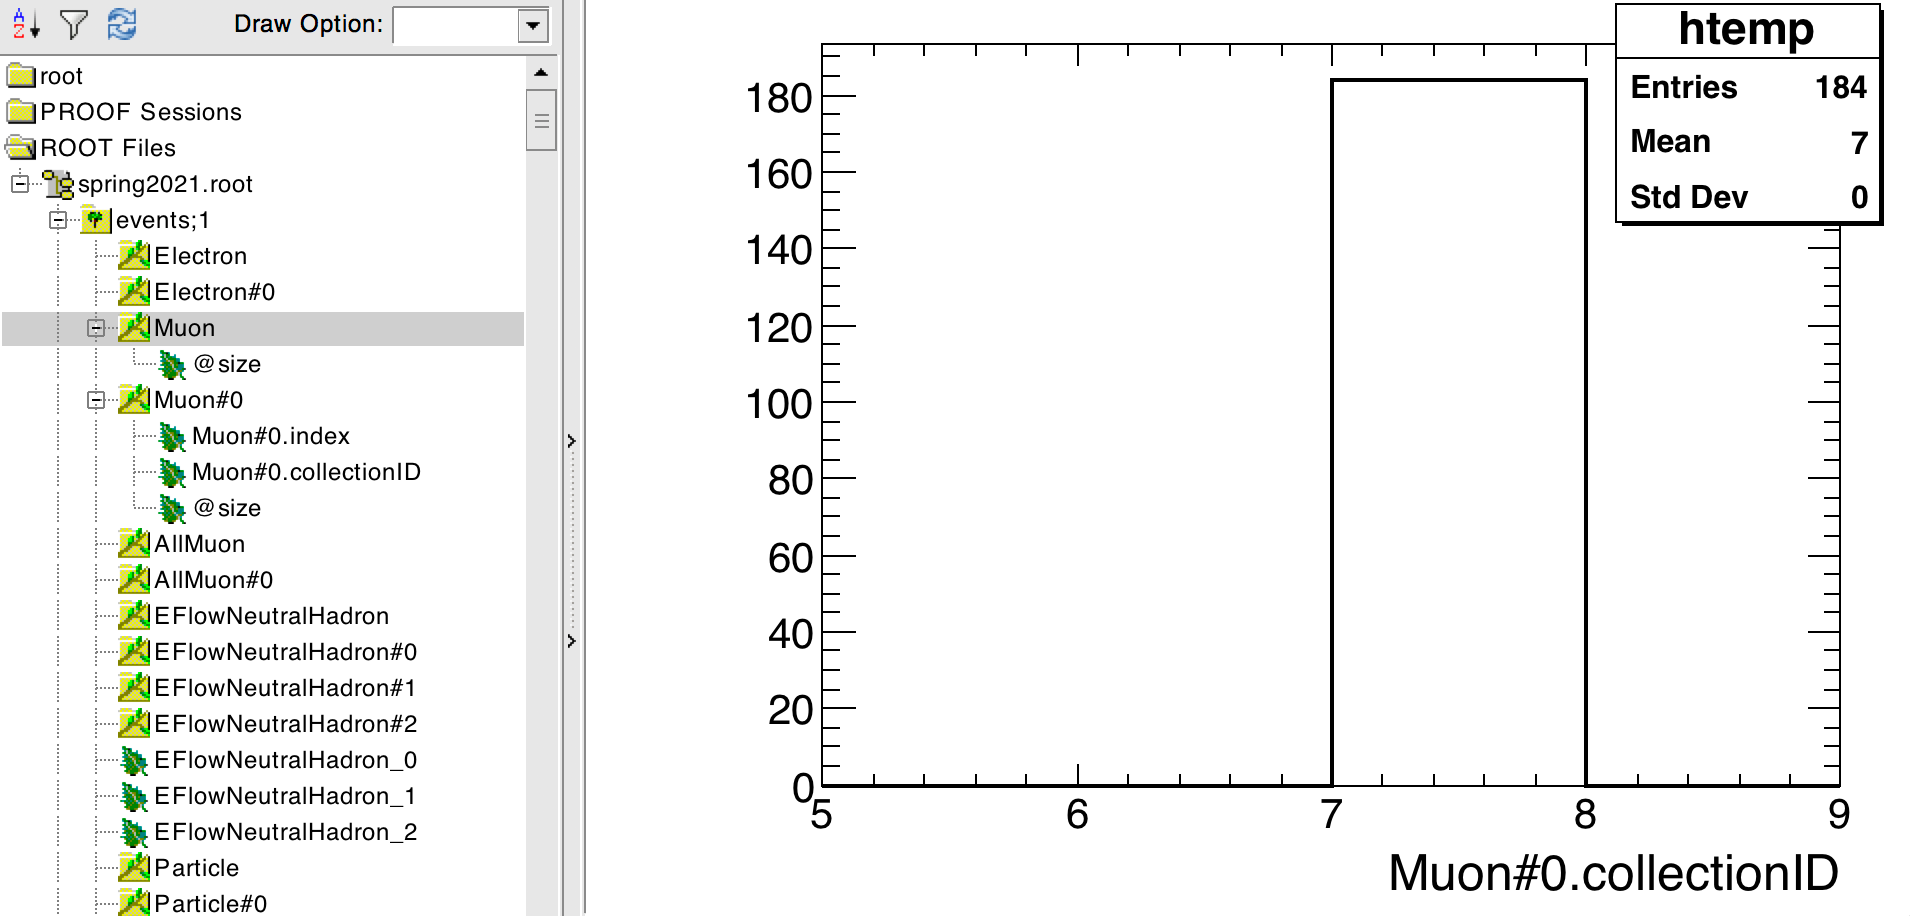 Draw Option:
root
PROOF Sessions
ROOT Files
spring2021.root
events;1
Electron
Electron#0
Muon
@size
Muon#0
Muon#0.index
Muon#0.collectionID
@size
AllMuon
AllMuon#0
EFlowNeutralHadron
EFlowNeutralHadron#0
EFlowNeutralHadron#1
EFlowNeutralHadron#2
EFlowNeutralHadron_0
EFlowNeutralHadron_1
EFlowNeutralHadron_2
Particle
Particle#0
htemp
Entries 184
Mean 7
Std Dev 0
180
160
140
120
100
80
60
40
20
0
5 6 7 8 9
Muon#0.collectionID